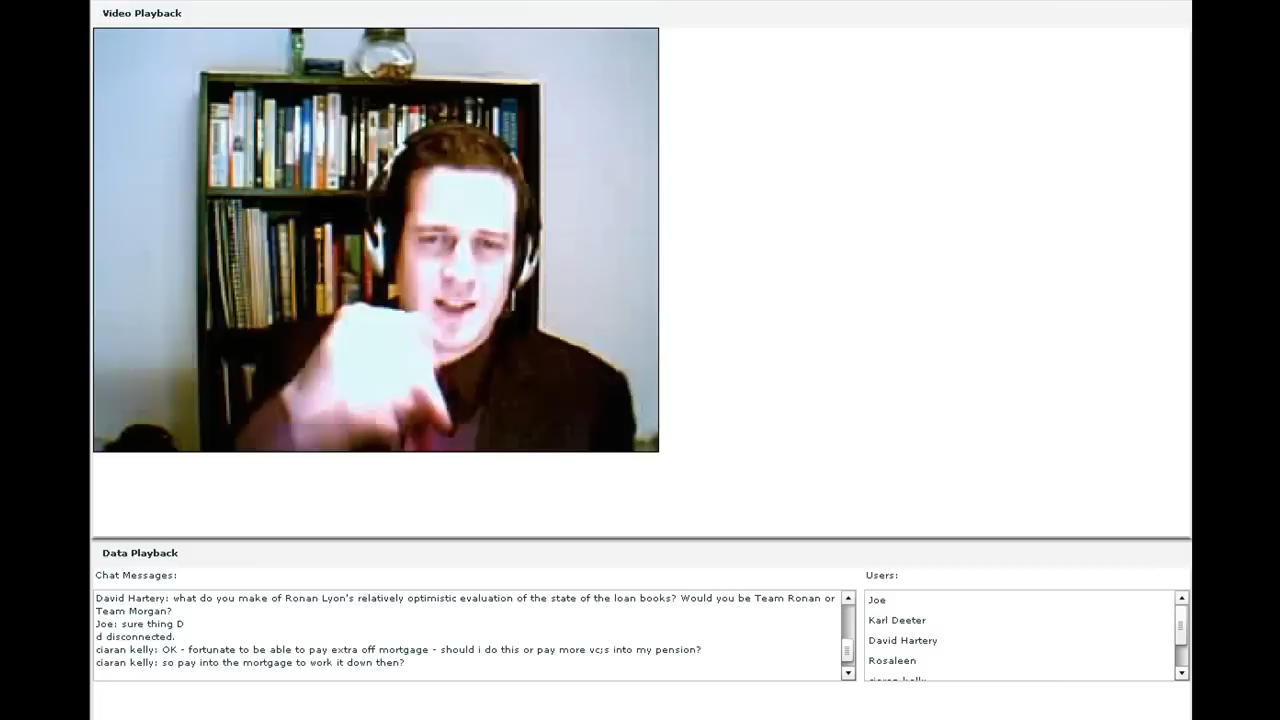 Video Playback
Data Playback
Chat Messages:
Users:
David Hartery: what do you make of Ronan Lyon's relatively optimistic evaluation of the state of the loan books? Would you be Team Ronan or
Team Morgan?
Joe: sure thing D
d disconnected.
ciaran kelly: OK - fortunate to be able to pay extra off mortgage - should i do this or pay more vc;s into my pension?
ciaran kelly: so pay into the mortgage to work it down then?
Joe
Karl Deeter
David Hartery
Rosaleen
ciaran kelly